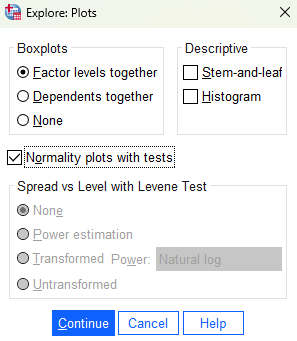 Explore: Plots
Boxplots
Factor levels together
Dependents together
None
Descriptive
Stem-and-leaf
Histogram
Normality plots with tests
Spread vs Level with Levene Test
None
Power estimation
Transformed Power: Natural log
Untransformed
Continue Cancel Help